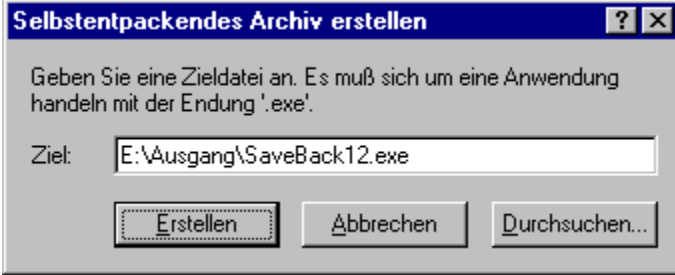 Selbstentpackendes Archiv erstellen
Geben Sie eine Zieldatei an. Es muß sich um eine Anwendung
handeln mit der Endung '.exe'.
Ziel: E:\Ausgang\SaveBack12.exe
Erstellen Abbrechen Durchsuchen...